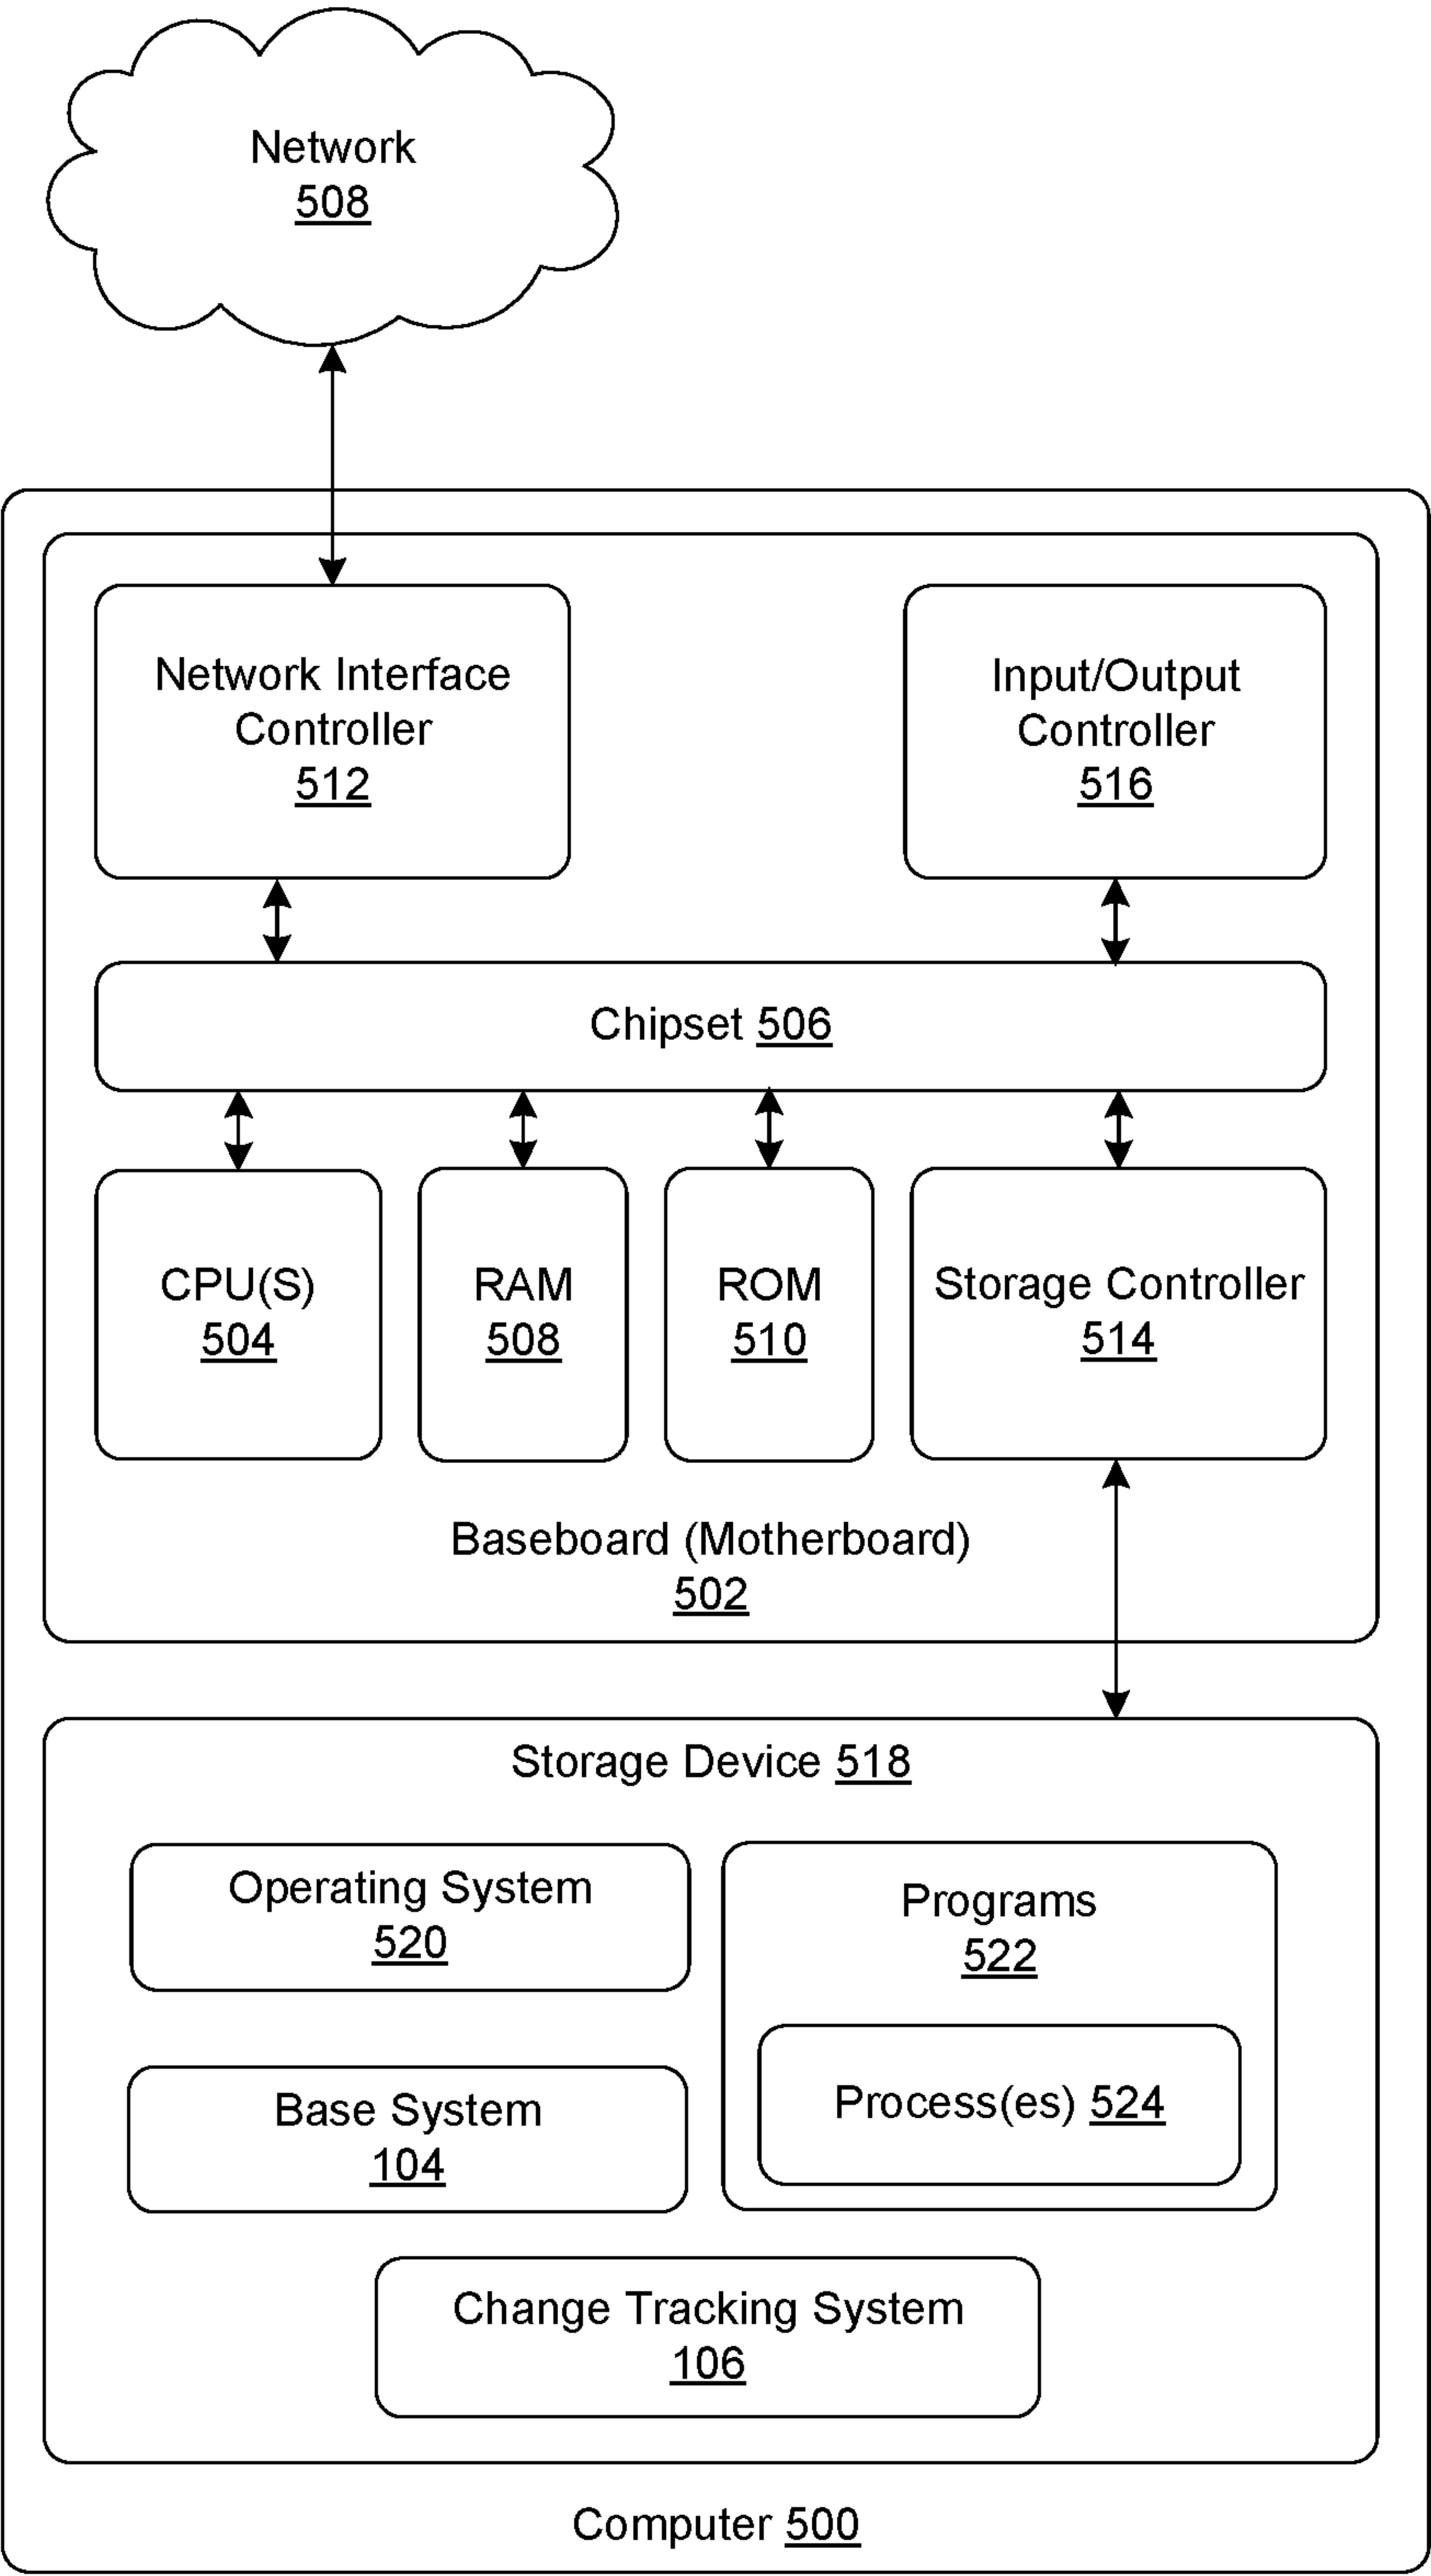 Network
508
Network Interface
Controller
512
Input/Output
Controller
516
Chipset 506
CPU(S)
504
RAM
508
ROM
510
Storage Controller
514
Baseboard (Motherboard)
502
Storage Device 518
Operating System
520
Programs
522
Process(es) 524
Base System
104
Change Tracking System
106
Computer 500